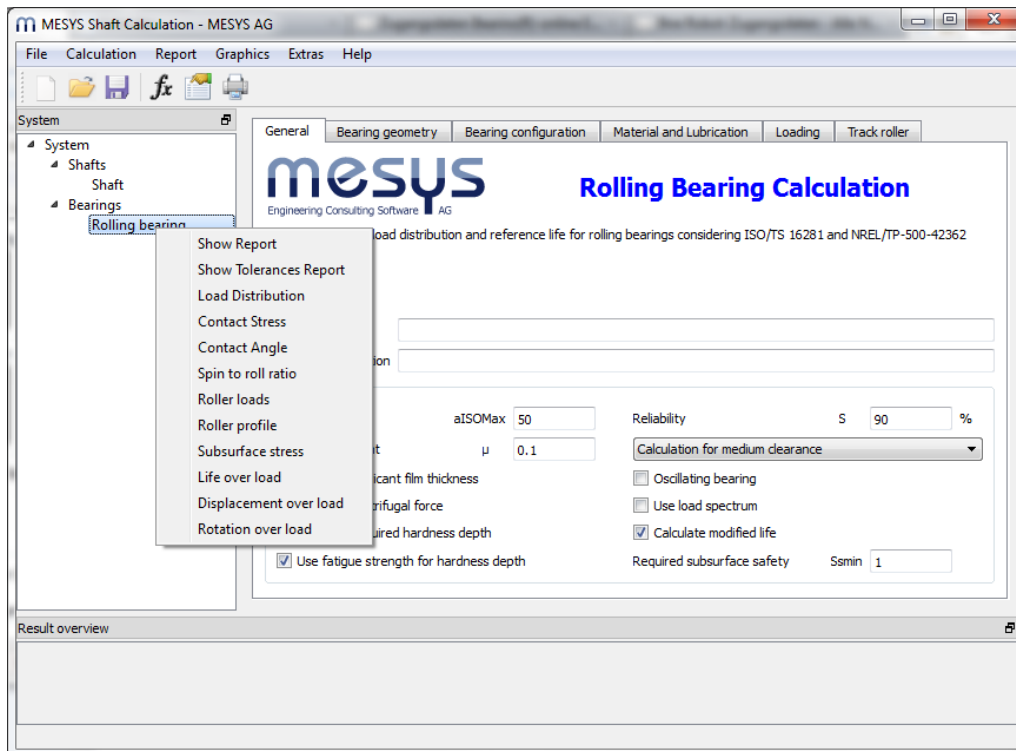 MESYS Shaft Calculation - MESYS AG
File Calculation Report Graphics Extras Help
fx
System
General Bearing geometry Bearing configuration Material and Lubrication Loading Track roller
System
Shafts
Shaft
Bearings
Rolling bearing
mesys
Engineering Consulting Software AG
Rolling Bearing Calculation
load distribution and reference life for rolling bearings considering ISO/TS 16281 and NREL/TP-500-42362
Show Report
Show Tolerances Report
Load Distribution
Contact Stress
Contact Angle
Spin to roll ratio
Roller loads
Roller profile
Subsurface stress
Life over load
Displacement over load
Rotation over load
aISOMax 50 Reliability S 90 %
μ 0.1 Calculation for medium clearance
film thickness Oscillating bearing
force Use load spectrum
hardness depth Calculate modified life
Use fatigue strength for hardness depth Required subsurface safety Ssmin 1
Result overview